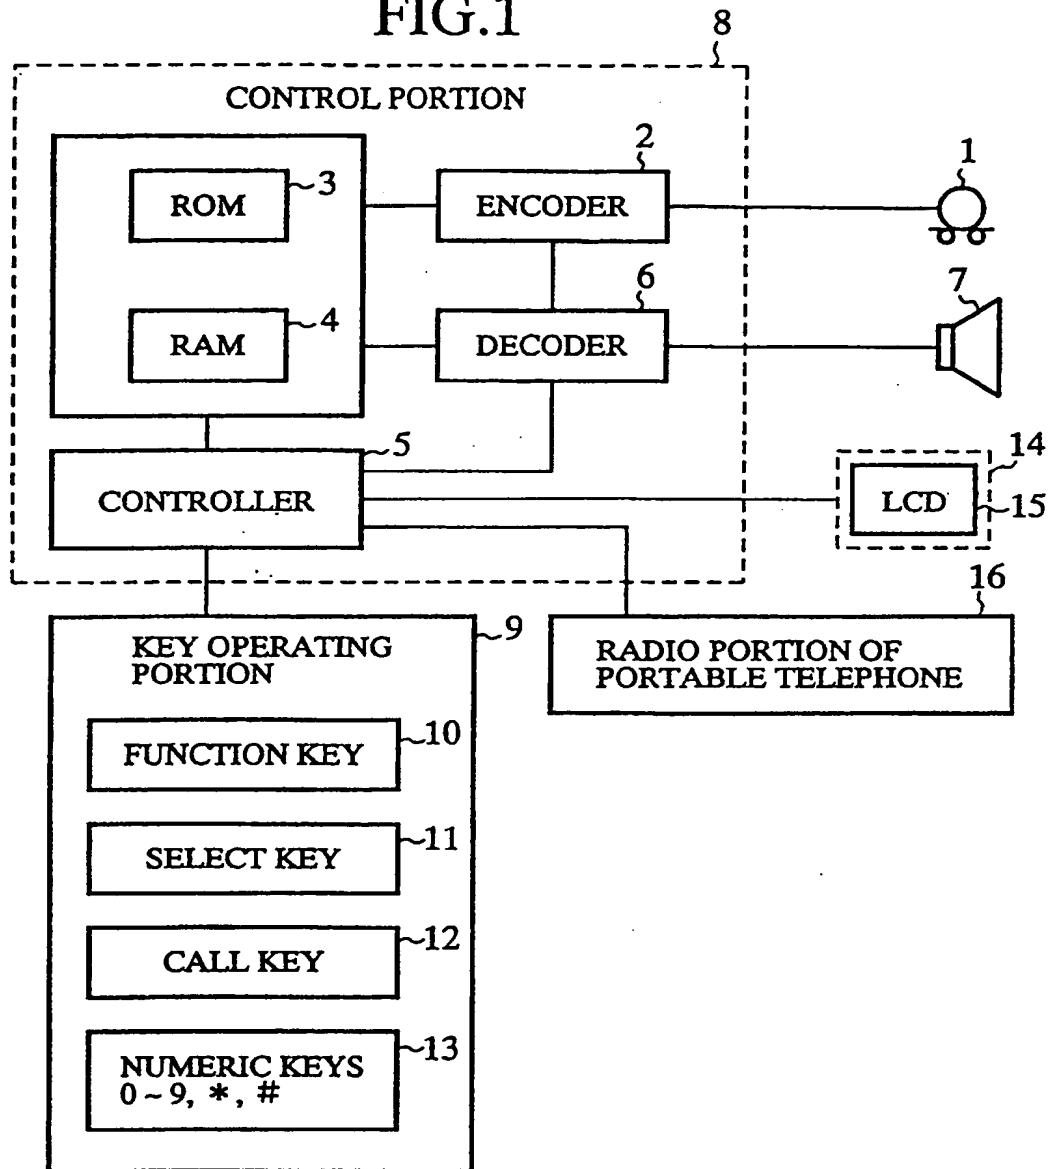 FIG.1
8
CONTROL PORTION
2
1
ROM
3
ENCODER
6
7
RAM
4
DECODER
5
14
CONTROLLER
LCD
15
16
KEY OPERATING
PORTION
9
RADIO PORTION OF
PORTABLE TELEPHONE
FUNCTION KEY
10
SELECT KEY
11
CALL KEY
12
NUMERIC KEYS
0~9, *, #
13